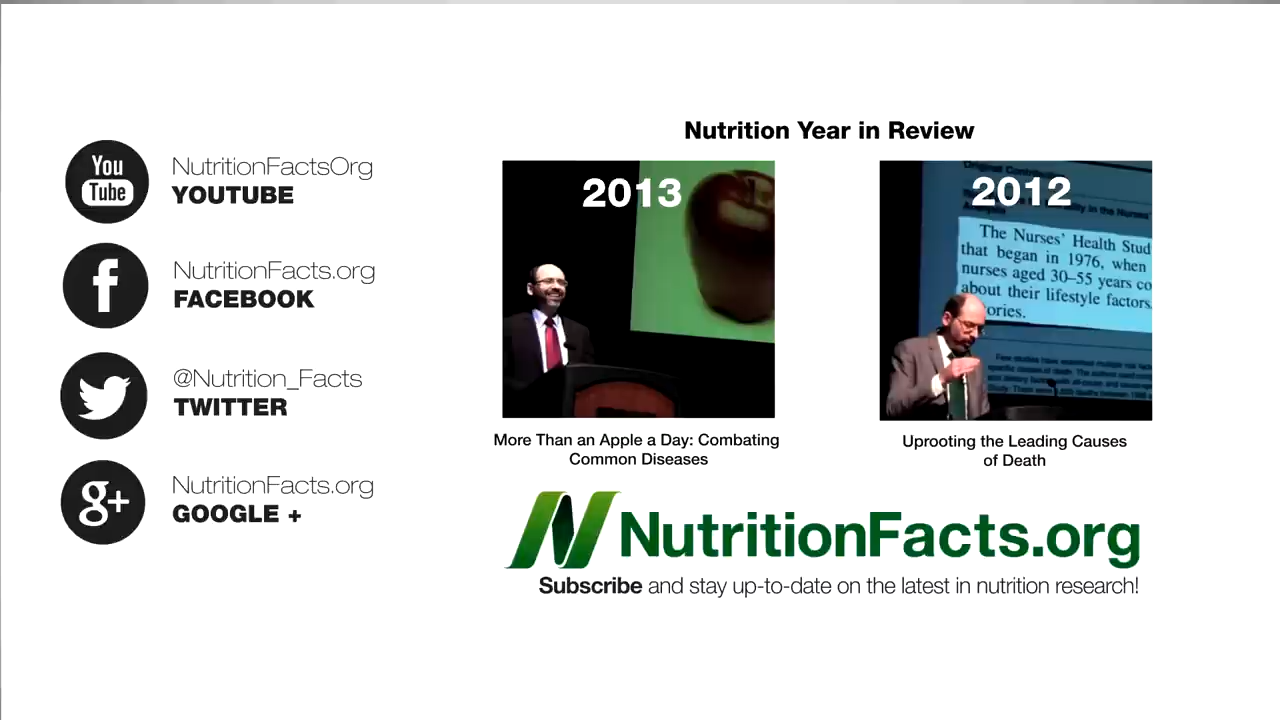 You
Tube
NutritionFactsOrg
YOUTUBE
f
NutritionFacts.org
FACEBOOK
@Nutrition_Facts
TWITTER
g+
NutritionFacts.org
GOOGLE +
Nutrition Year in Review
2013
More Than an Apple a Day: Combating
Common Diseases
2012
The Nurses' Health Stud
that began in 1976, when
nurses aged 30–55 years co
about their lifestyle factors
ories.
Uprooting the Leading Causes
of Death
NutritionFacts.org
Subscribe and stay up-to-date on the latest in nutrition research!